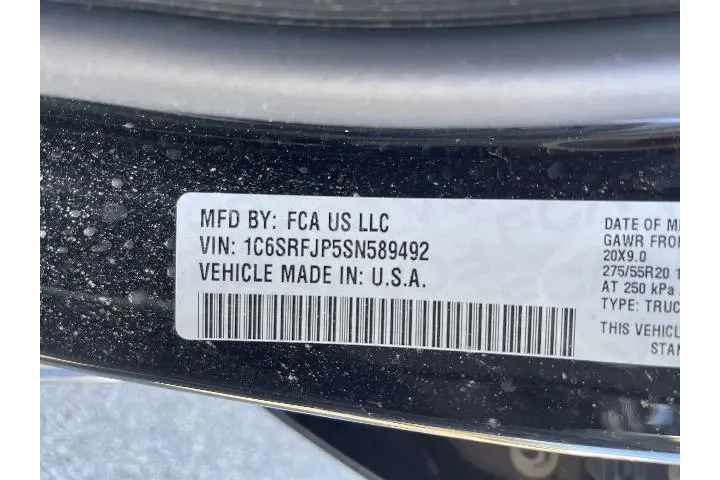 MFD BY: FCA US LLC
VIN: 1C6SRFJP5SN589492
VEHICLE MADE IN: U.S.A.
DATE OF M
GAWR FRON
20X9.0
275/55R20 1
AT 250 kPa
TYPE: TRUC
THIS VEHICL
STAN